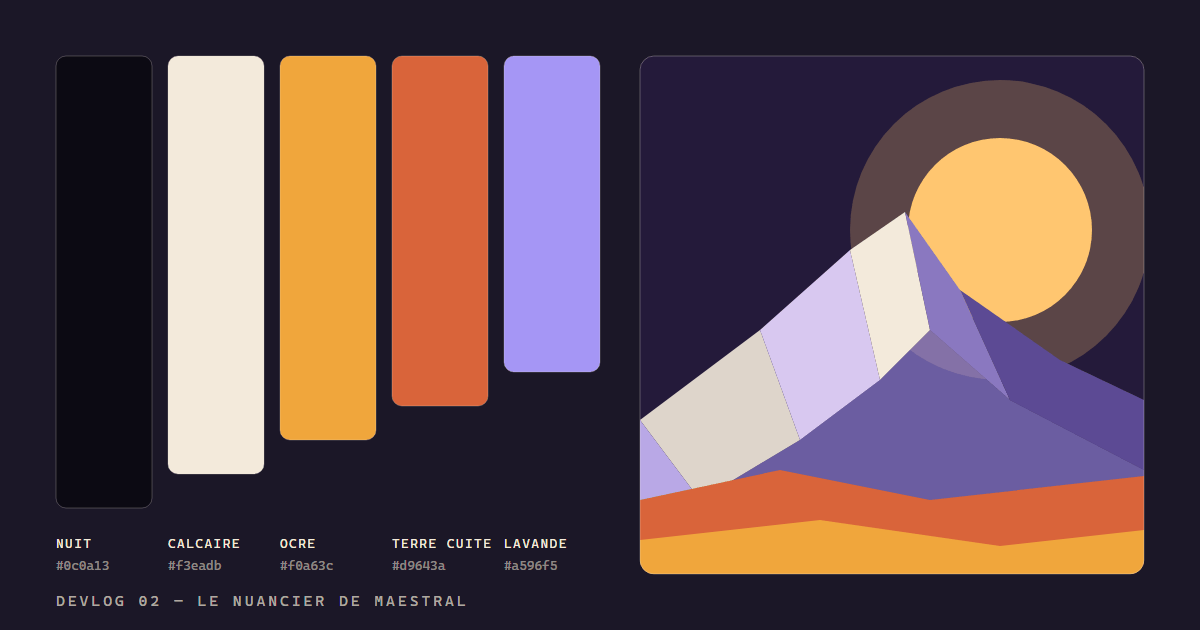 NUIT CALCAIRE OCRE TERRE CUITE LAVANDE
#0c0a13 #f3eadb #f0a63c #d9643a #a596f5
DEVLOG 02 — LE NUANCIER DE MAESTRAL